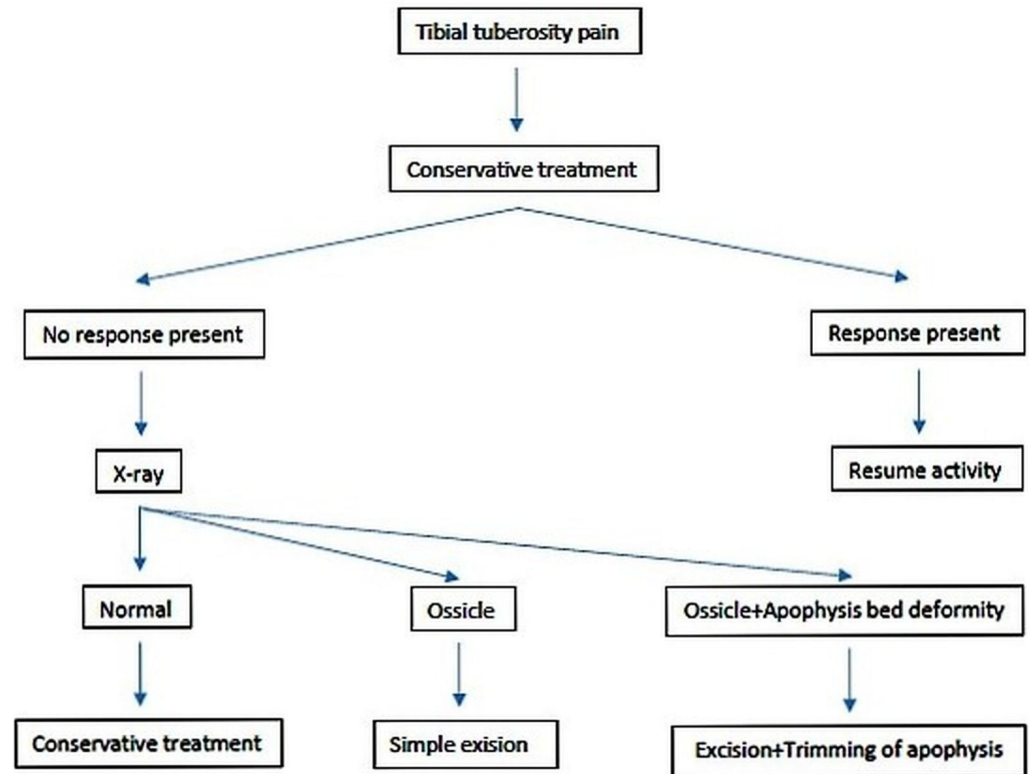 Tibial tuberosity pain
Conservative treatment
No response present
Response present
X-ray
Resume activity
Normal
Ossicle
Ossicle+Apophysis bed deformity
Conservative treatment
Simple exision
Excision+Trimming of apophysis